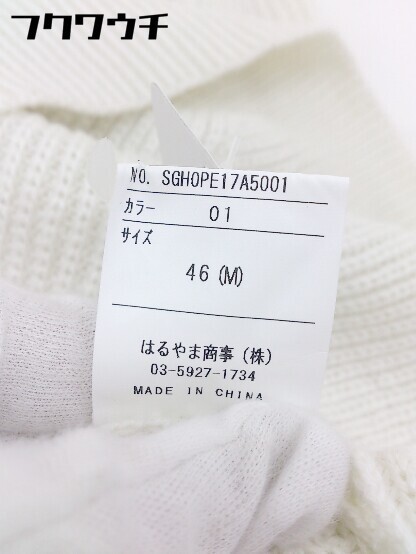 フクワウチ
NO. SGHOPE17A5001
カラー 01
サイズ
46 (M)
はるやま商事 (株)
03-5927-1734
MADE IN CHINA